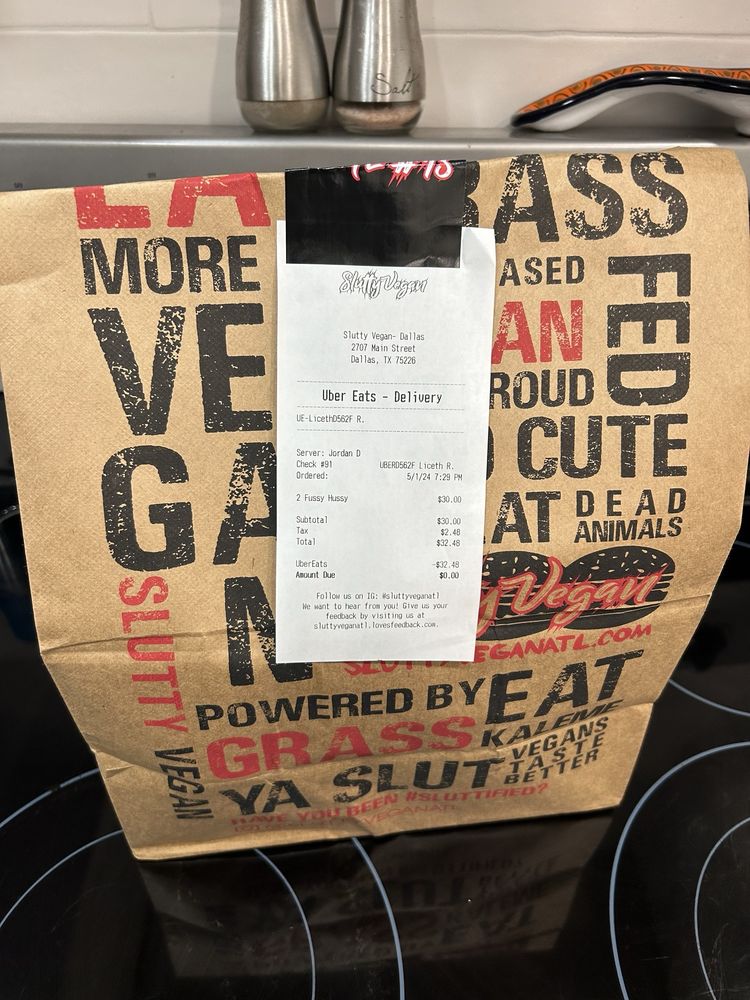 Salt
MORE
VE
GA
N
SLUTTY
VEGAN
POWERED BY
GRASS
YA SLUT
HAVE YOU BEEN #SLUTTIFIED?
ASS
ASED
FED
AN
ROUD
CUTE
AT DEAD
ANIMALS
y Vegan
SLUTTYVEGANATL.COM
EAT
KALEME
VEGANS
TASTE
BETTER
Slutty Vegan
Slutty Vegan- Dallas
2707 Main Street
Dallas, TX 75226
Uber Eats - Delivery
UE-LicethD562F R.
Server: Jordan D
Check #91 UBERD562F Liceth R.
Ordered: 5/1/24 7:29 PM
2 Fussy Hussy $30.00
Subtotal $30.00
Tax $2.48
Total $32.48
UberEats -$32.48
Amount Due $0.00
Follow us on IG: #sluttyveganatl
We want to hear from you! Give us your
feedback by visiting us at
sluttyveganatl.lovesfeedback.com.